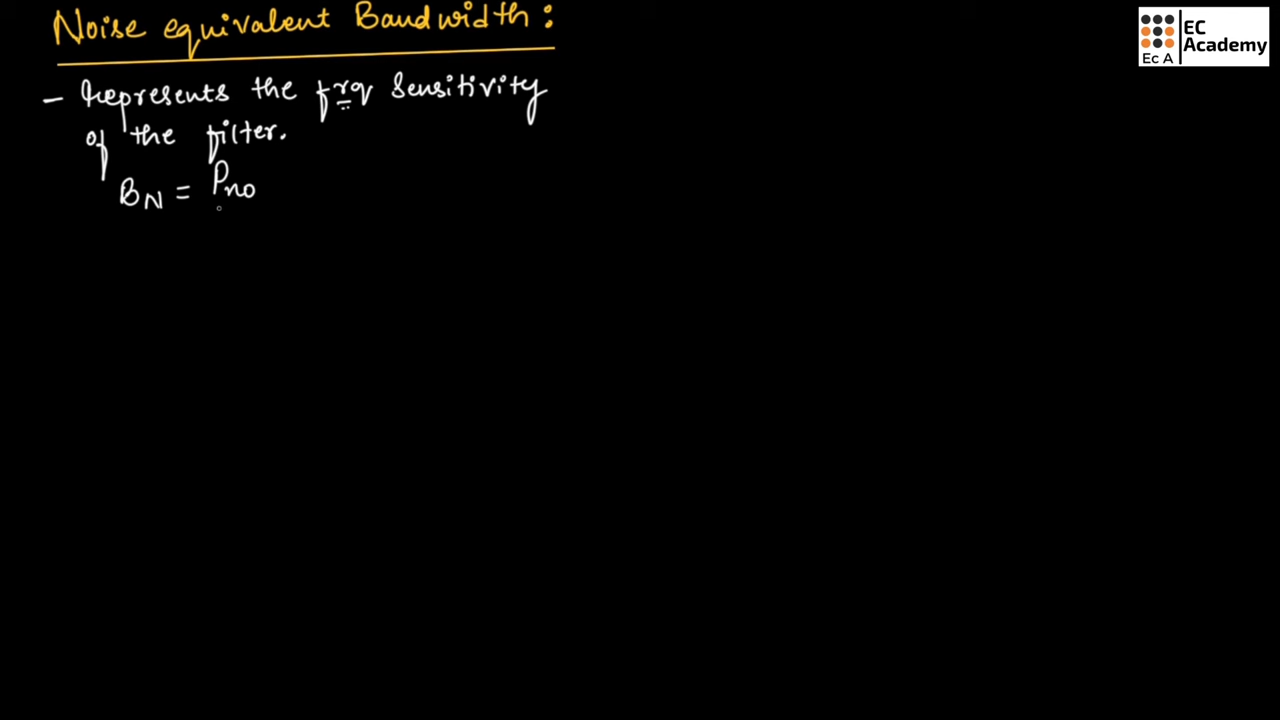 Noise equivalent Bandwidth :
EC
Academy
Ec A
- Represents the frq sensitivity
of the filter.
BN = Pno